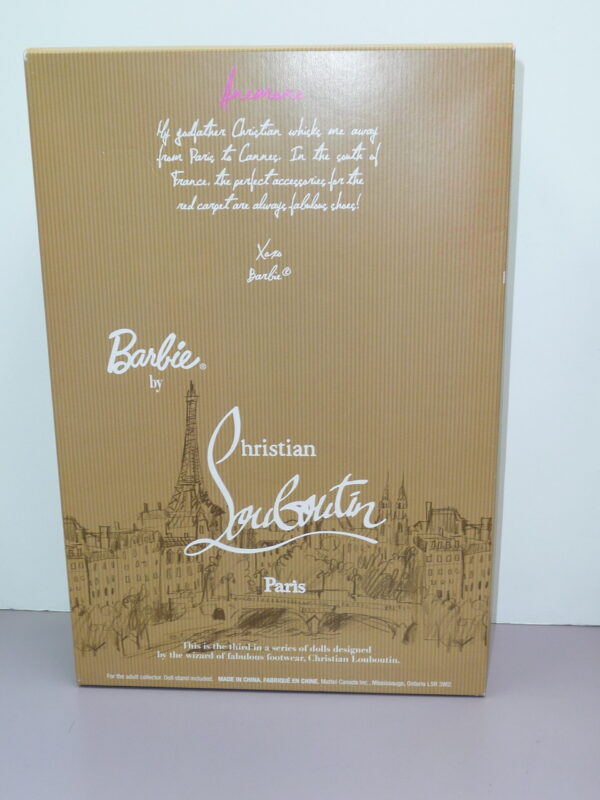 Anemone
My godfather Christian whisks me away
from Paris to Cannes. In the south of
France, the perfect accessories for the
red carpet are always fabulous shoes!
Xoxo
Barbie©
Barbie®
by
Christian
Louboutin
Paris
This is the third in a series of dolls designed
by the wizard of fabulous footwear, Christian Louboutin.
For the adult collector. Doll stand included. MADE IN CHINA. FABRIQUÉ EN CHINE. Mattel Canada Inc., Mississauga, Ontario L5R 3W2